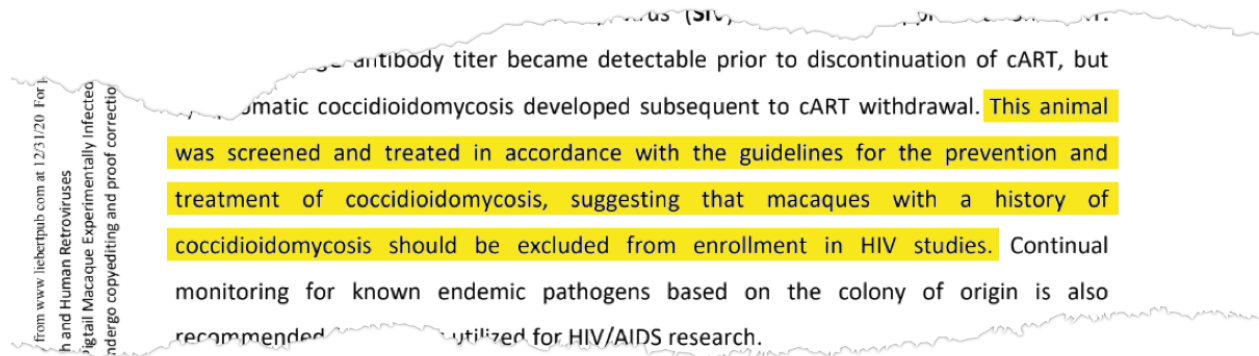 (SIV)
antibody titer became detectable prior to discontinuation of cART, but
coccidioidomycosis developed subsequent to cART withdrawal. This animal
was screened and treated in accordance with the guidelines for the prevention and
treatment of coccidioidomycosis, suggesting that macaques with a history of
coccidioidomycosis should be excluded from enrollment in HIV studies. Continual
monitoring for known endemic pathogens based on the colony of origin is also
recommended utilized for HIV/AIDS research.
from www liebertpub com at 12/31/20 For
h and Human Retroviruses
Pigtail Macaque Experimentally Infected
ndergo copyediting and proof correctio